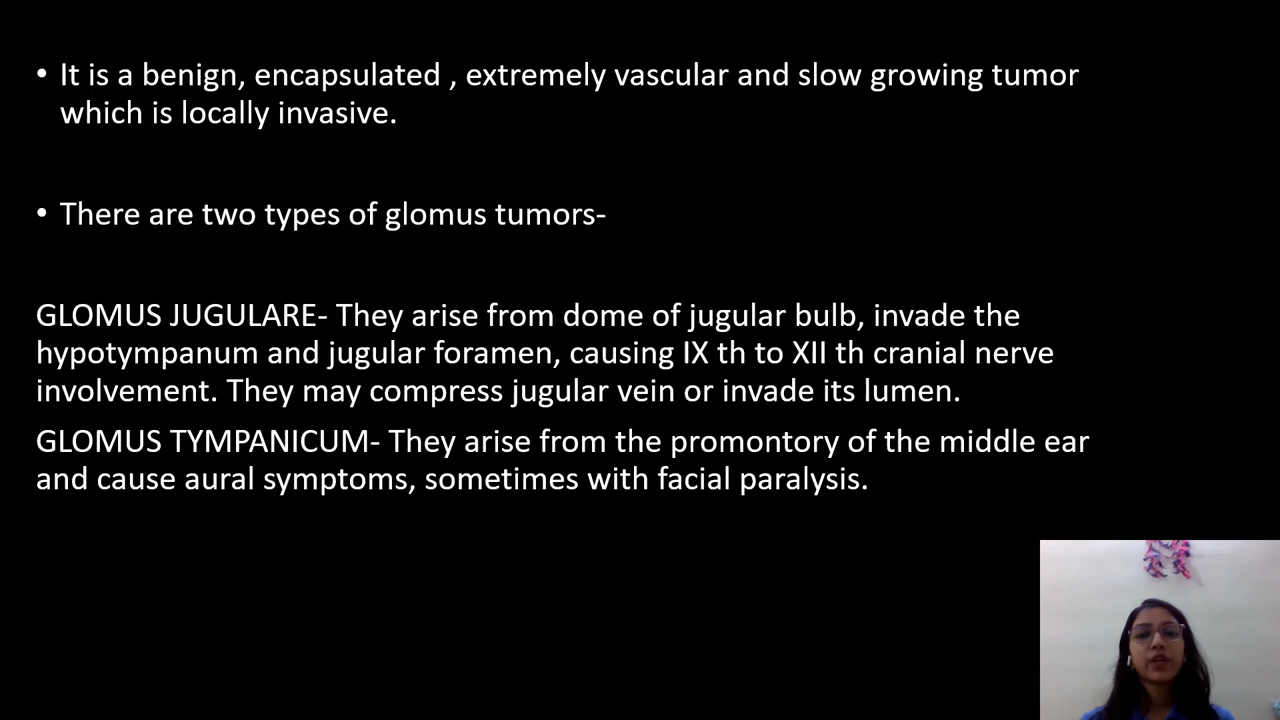 • It is a benign, encapsulated , extremely vascular and slow growing tumor
which is locally invasive.
• There are two types of glomus tumors-
GLOMUS JUGULARE- They arise from dome of jugular bulb, invade the
hypotympanum and jugular foramen, causing IX th to XII th cranial nerve
involvement. They may compress jugular vein or invade its lumen.
GLOMUS TYMPANICUM- They arise from the promontory of the middle ear
and cause aural symptoms, sometimes with facial paralysis.